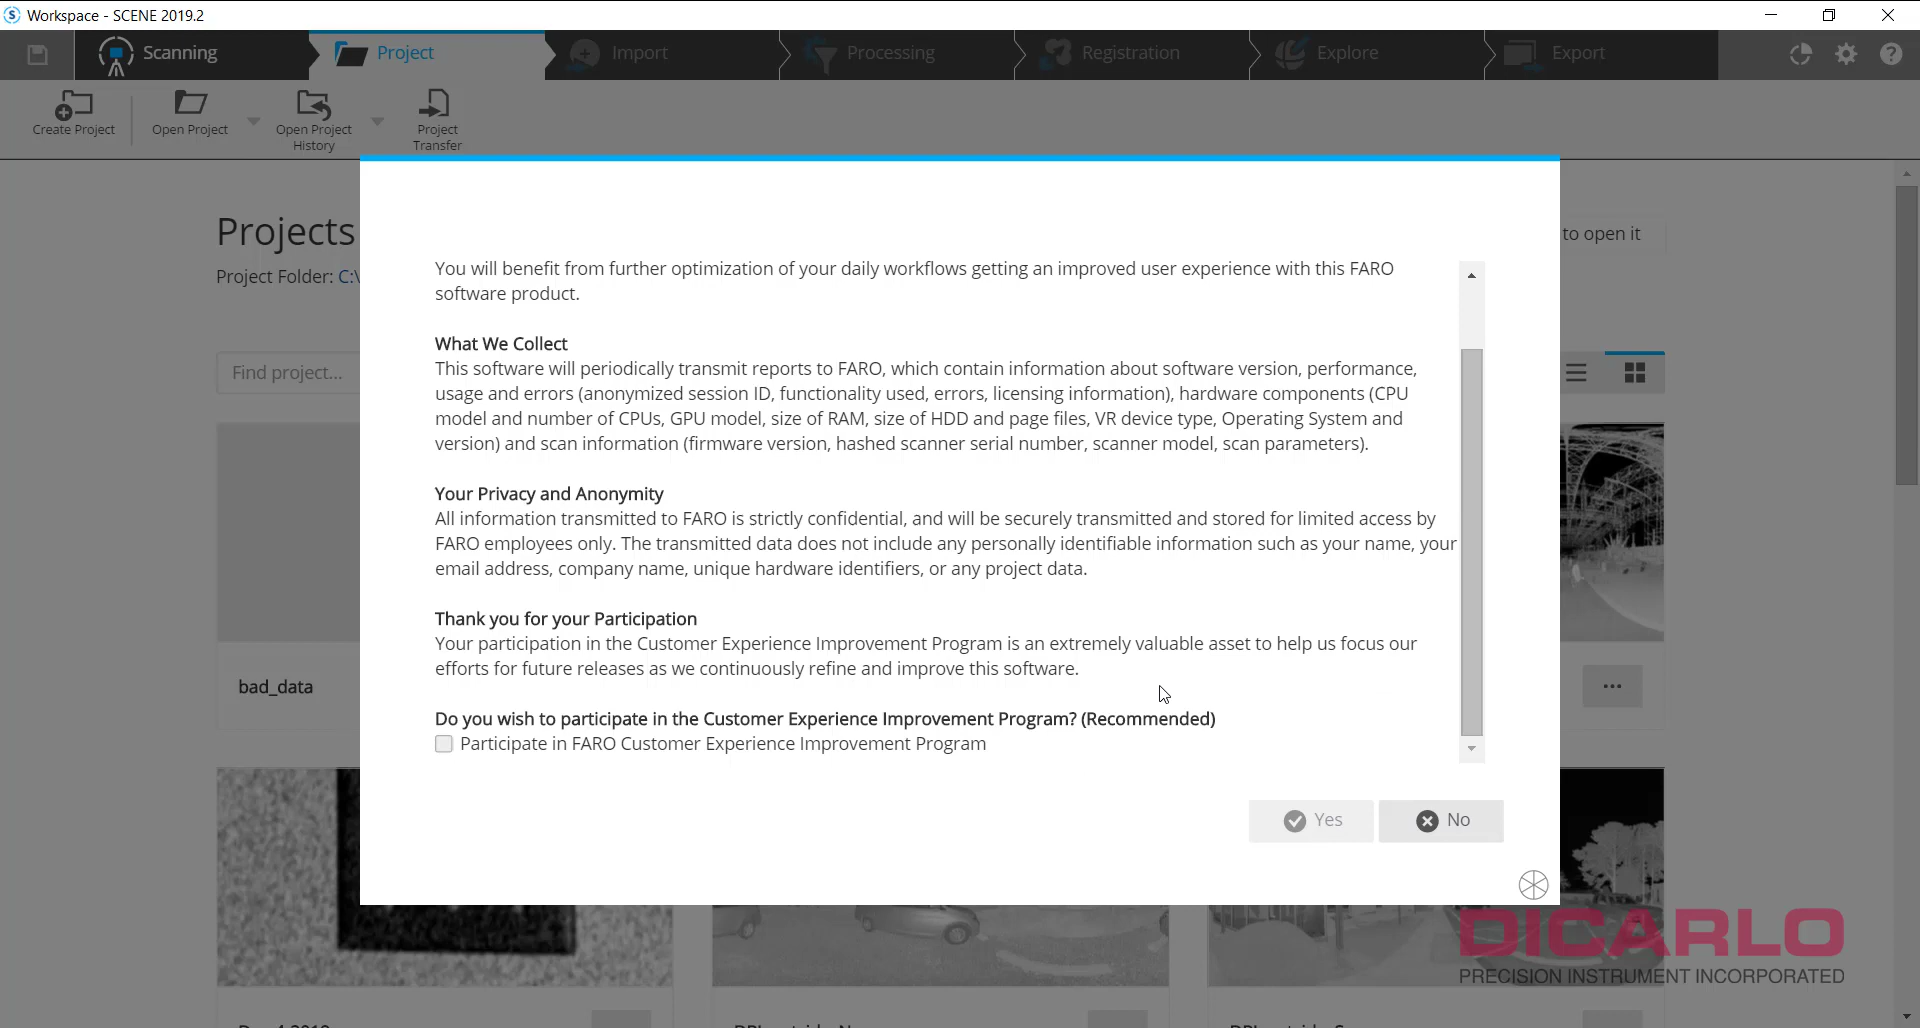 Workspace - SCENE 2019.2
Scanning
Project
Import
Processing
Registration
Explore
Export
Create Project
Open Project
Open Project
History
Project
Transfer
Projects
to open it
Project Folder: C:\
Find project...
You will benefit from further optimization of your daily workflows getting an improved user experience with this FARO
software product.
What We Collect
This software will periodically transmit reports to FARO, which contain information about software version, performance,
usage and errors (anonymized session ID, functionality used, errors, licensing information), hardware components (CPU
model and number of CPUs, GPU model, size of RAM, size of HDD and page files, VR device type, Operating System and
version) and scan information (firmware version, hashed scanner serial number, scanner model, scan parameters).
Your Privacy and Anonymity
All information transmitted to FARO is strictly confidential, and will be securely transmitted and stored for limited access by
FARO employees only. The transmitted data does not include any personally identifiable information such as your name, your
email address, company name, unique hardware identifiers, or any project data.
Thank you for your Participation
Your participation in the Customer Experience Improvement Program is an extremely valuable asset to help us focus our
efforts for future releases as we continuously refine and improve this software.
Do you wish to participate in the Customer Experience Improvement Program? (Recommended)
Participate in FARO Customer Experience Improvement Program
Yes
No
bad_data
DICARLO
PRECISION INSTRUMENT INCORPORATED